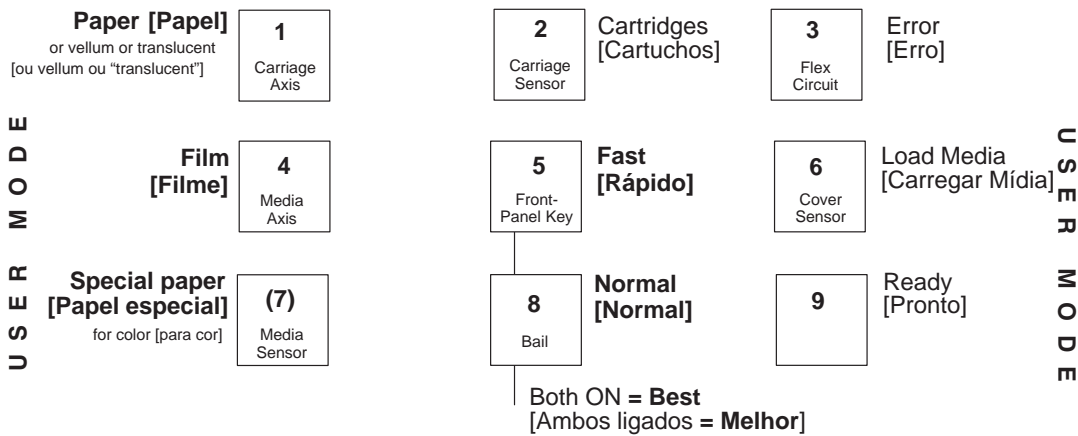 Paper [Papel]
or vellum or translucent
[ou vellum ou “translucent”]
1
Carriage
Axis
2
Carriage
Sensor
Cartridges
[Cartuchos]
3
Flex
Circuit
Error
[Erro]
USER MODE
Film
[Filme]
4
Media
Axis
5
Front-
Panel Key
Fast
[Rápido]
6
Cover
Sensor
Load Media
[Carregar Mídia]
USER MODE
Special paper
[Papel especial]
for color [para cor]
(7)
Media
Sensor
8
Bail
Normal
[Normal]
9
Ready
[Pronto]
Both ON = Best
[Ambos ligados = Melhor]